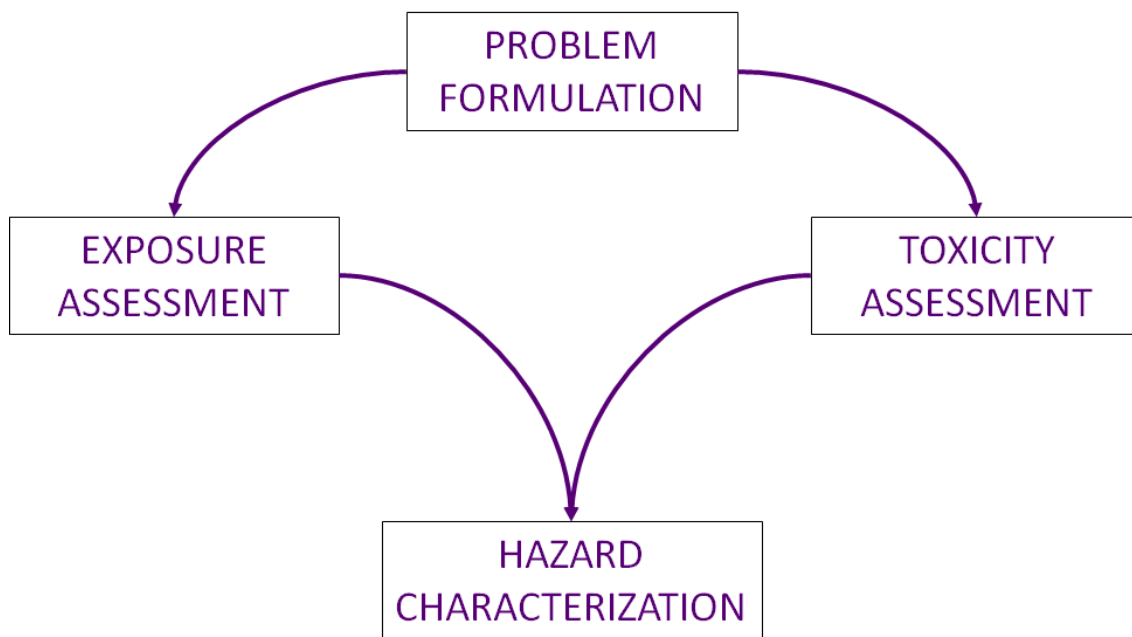 PROBLEM
FORMULATION
EXPOSURE
ASSESSMENT
TOXICITY
ASSESSMENT
HAZARD
CHARACTERIZATION